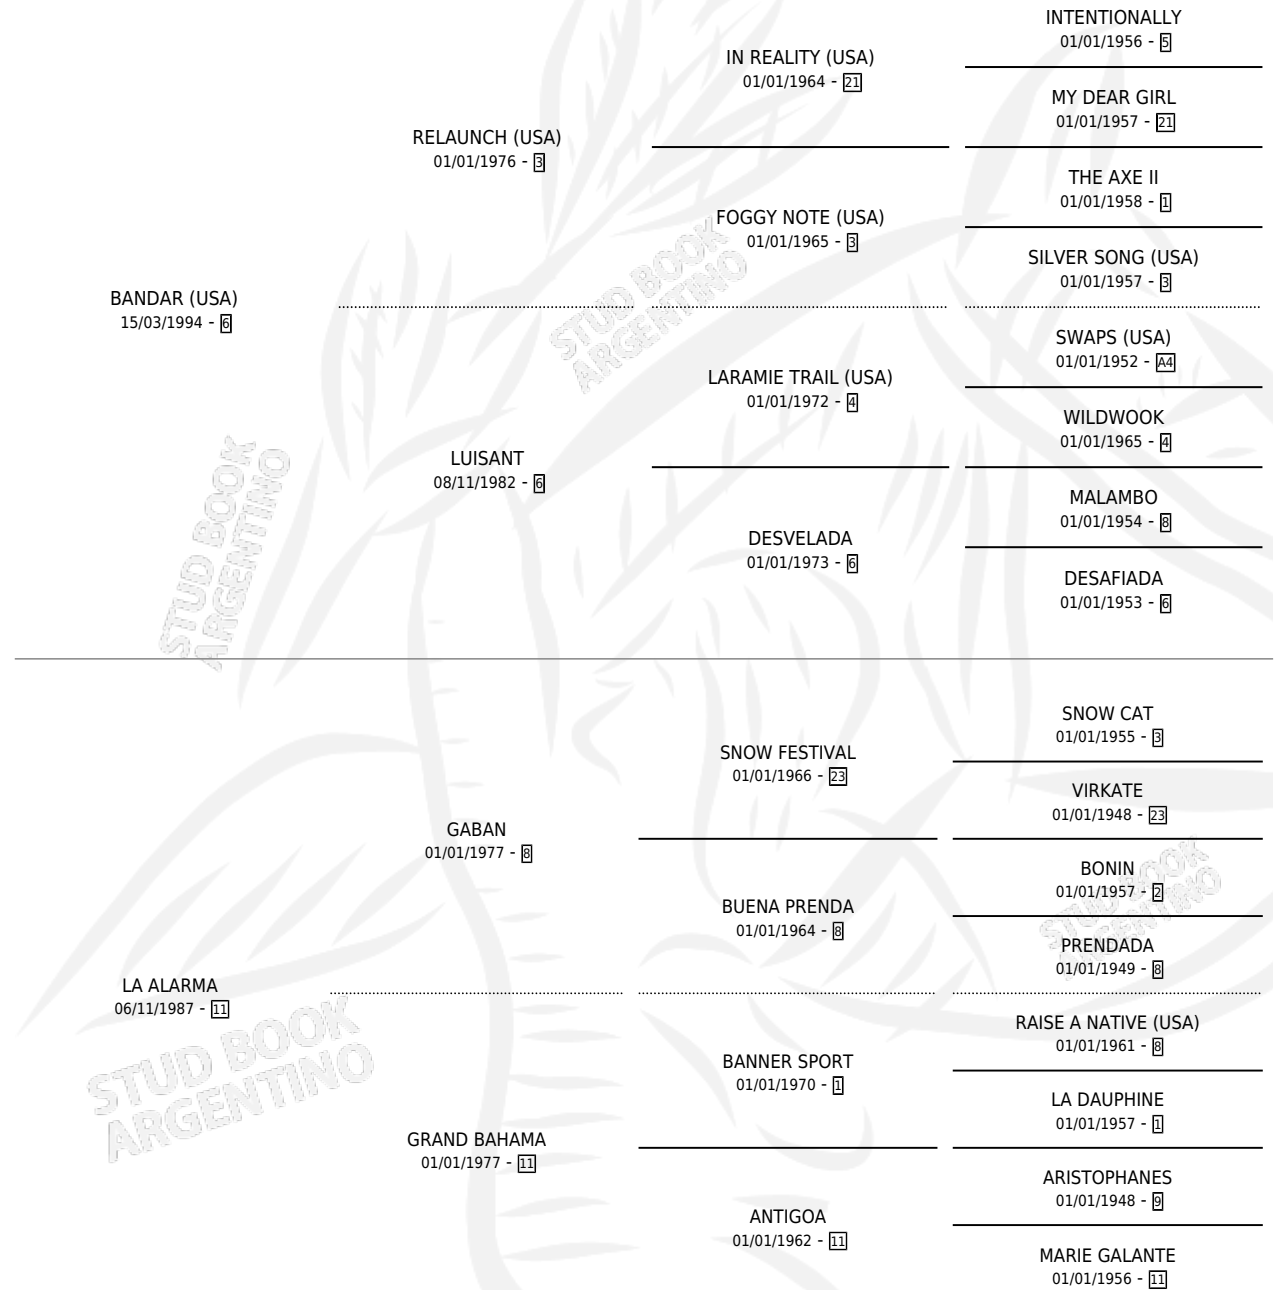 INTENTIONALLY
01/01/1956 - 5
IN REALITY (USA)
01/01/1964 - 21
MY DEAR GIRL
01/01/1957 - 21
RELAUNCH (USA)
01/01/1976 - 3
THE AXE II
01/01/1958 - 1
FOGGY NOTE (USA)
01/01/1965 - 3
SILVER SONG (USA)
01/01/1957 - 3
BANDAR (USA)
15/03/1994 - 6
SWAPS (USA)
01/01/1952 - A4
LARAMIE TRAIL (USA)
01/01/1972 - 4
WILDWOOK
01/01/1965 - 4
LUISANT
08/11/1982 - 6
MALAMBO
01/01/1954 - 8
DESVELADA
01/01/1973 - 6
DESAFIADA
01/01/1953 - 6
SNOW CAT
01/01/1955 - 3
SNOW FESTIVAL
01/01/1966 - 23
VIRKATE
01/01/1948 - 23
GABAN
01/01/1977 - 8
BONIN
01/01/1957 - 2
BUENA PRENDA
01/01/1964 - 8
PRENDADA
01/01/1949 - 8
LA ALARMA
06/11/1987 - 11
RAISE A NATIVE (USA)
01/01/1961 - 8
BANNER SPORT
01/01/1970 - 1
LA DAUPHINE
01/01/1957 - 1
GRAND BAHAMA
01/01/1977 - 11
ARISTOPHANES
01/01/1948 - 9
ANTIGOA
01/01/1962 - 11
MARIE GALANTE
01/01/1956 - 11
STUD BOOK
ARGENTINO
STUD BOOK
ARGENTINO
STUD BOOK
ARGENTINO
STUD BOOK
ARGENTINO